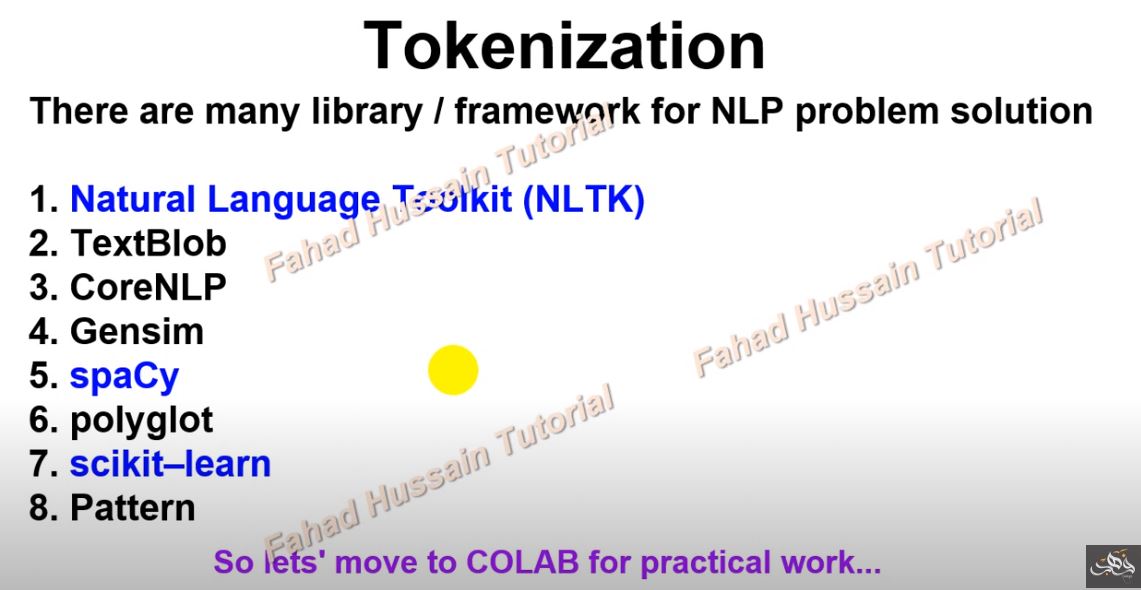 Tokenization
There are many library / framework for NLP problem solution
1. Natural Language Toolkit (NLTK)
2. TextBlob
3. CoreNLP
4. Gensim
5. spaCy
6. polyglot
7. scikit–learn
8. Pattern
So lets' move to COLAB for practical work...
Fahad Hussain Tutorial
Fahad Hussain Tutorial
Fahad Hussain Tutorial